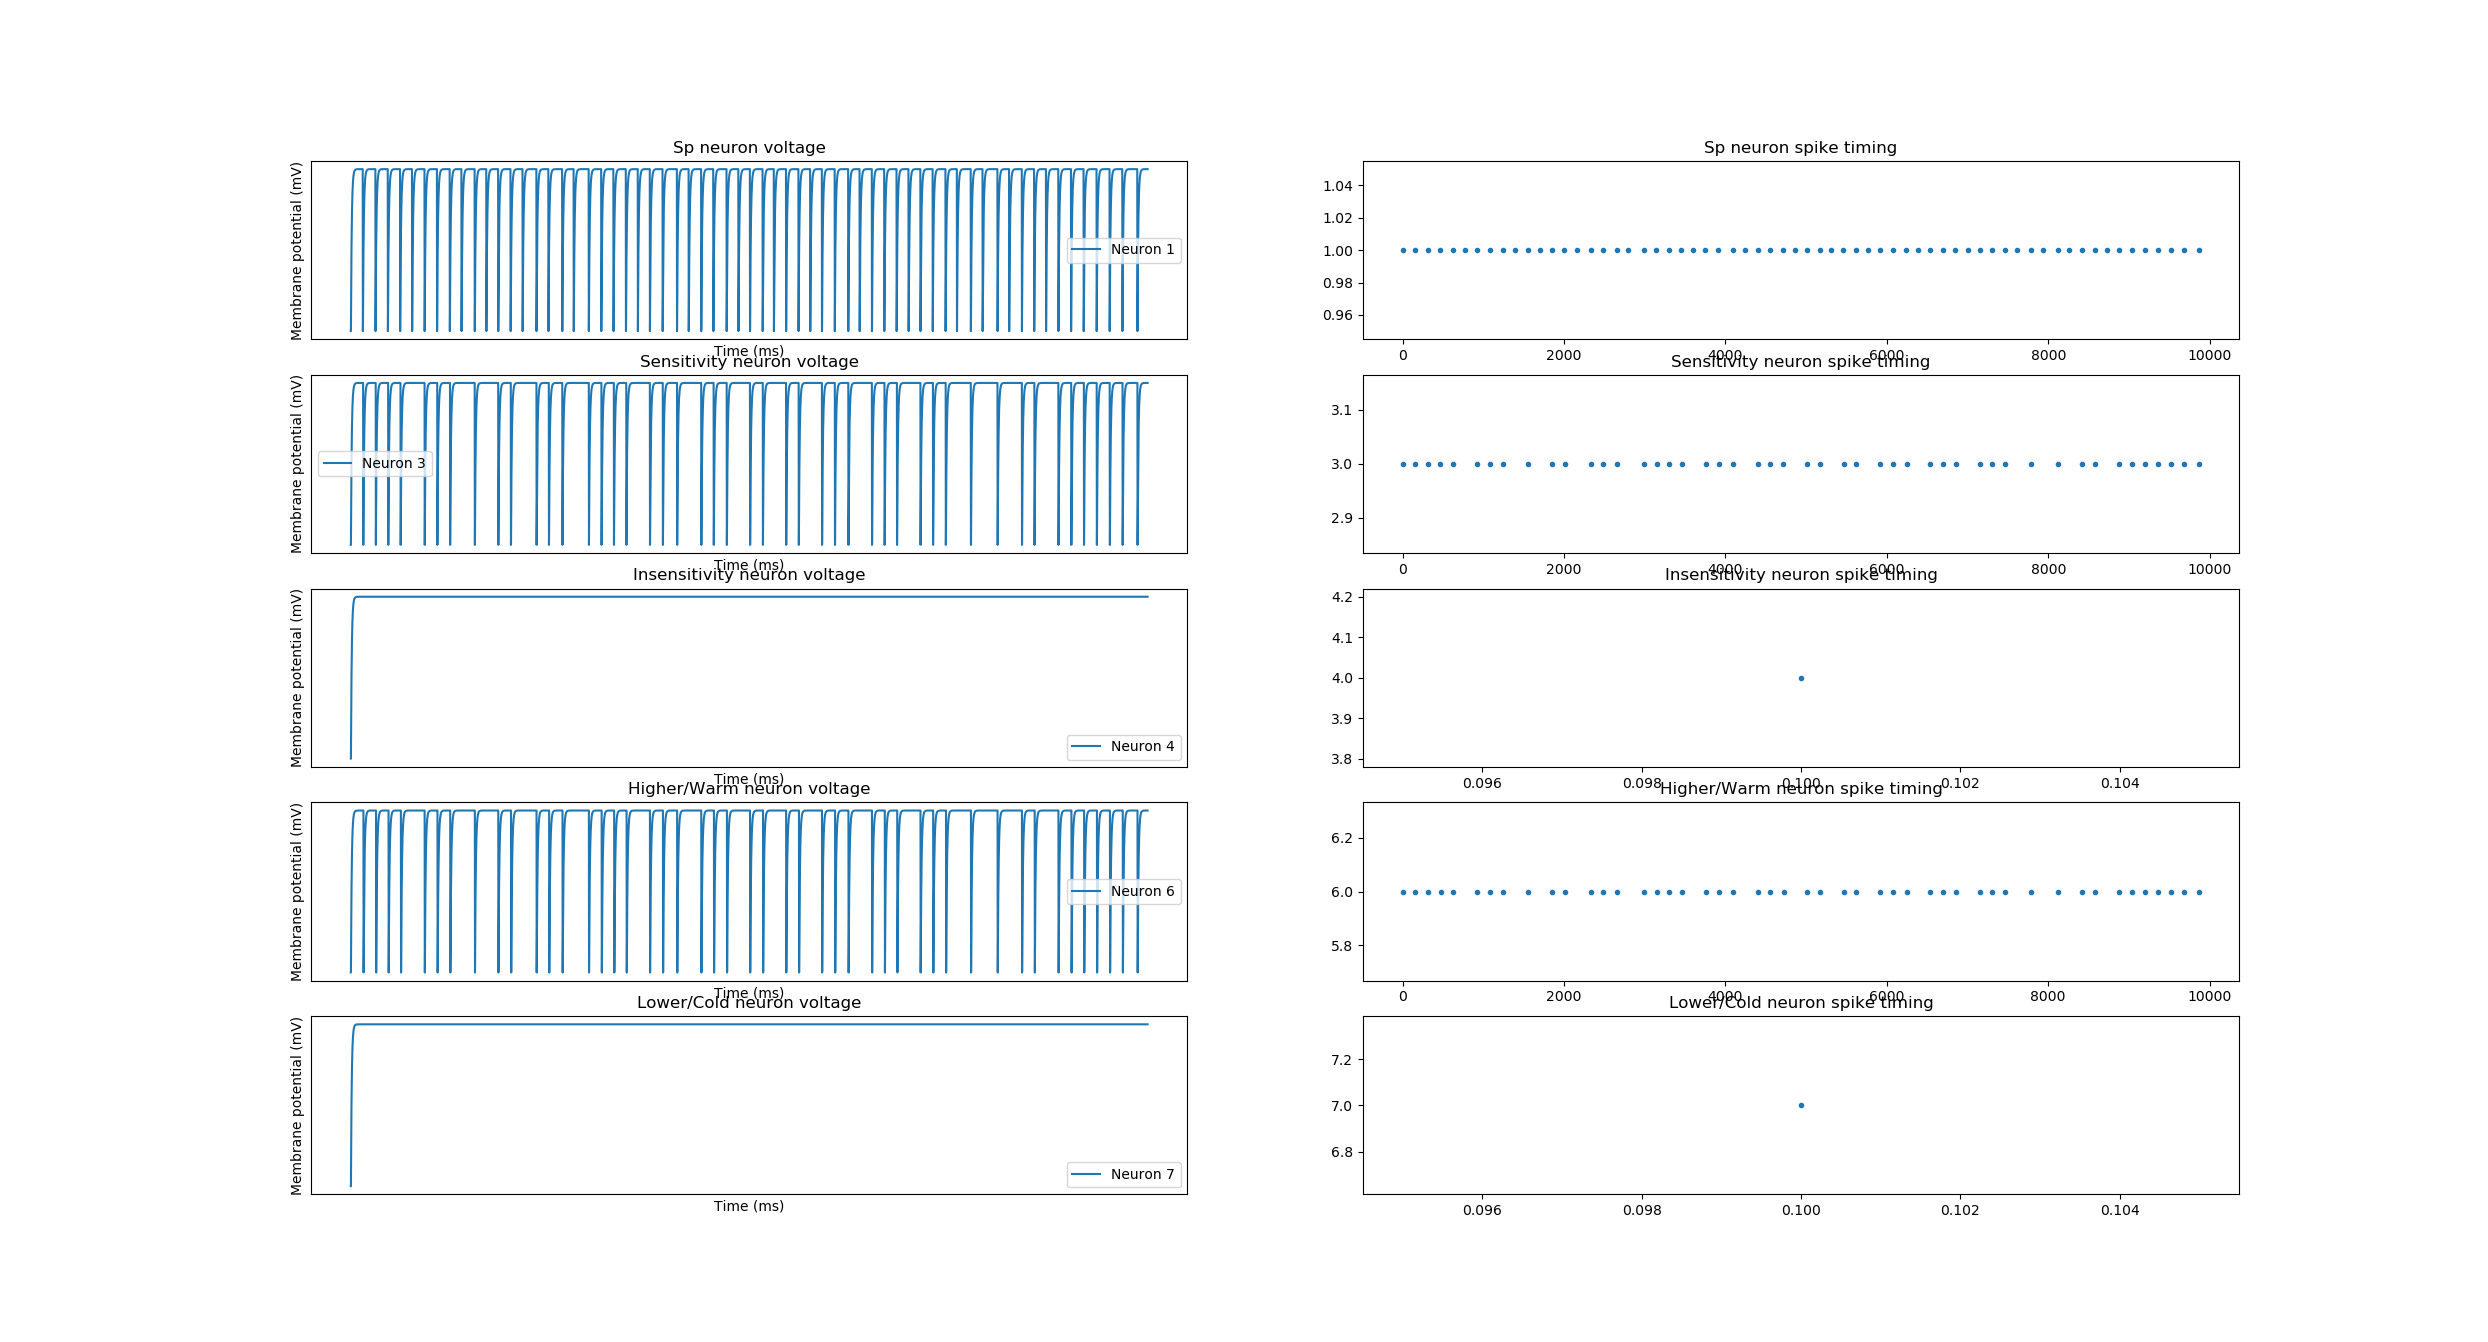 Sp neuron voltage
Membrane potential (mV)
Neuron 1
Time (ms)
Sp neuron spike timing
1.04
1.02
1.00
0.98
0.96
0 2000 4000 6000 8000 10000
Sensitivity neuron voltage
Membrane potential (mV)
Neuron 3
Time (ms)
Sensitivity neuron spike timing
3.1
3.0
2.9
0 2000 4000 6000 8000 10000
Insensitivity neuron voltage
Membrane potential (mV)
Neuron 4
Time (ms)
Insensitivity neuron spike timing
4.2
4.1
4.0
3.9
3.8
0.096 0.098 0.100 0.102 0.104
Higher/Warm neuron voltage
Membrane potential (mV)
Neuron 6
Time (ms)
Higher/Warm neuron spike timing
6.2
6.0
5.8
0 2000 4000 6000 8000 10000
Lower/Cold neuron voltage
Membrane potential (mV)
Neuron 7
Time (ms)
Lower/Cold neuron spike timing
7.2
7.0
6.8
0.096 0.098 0.100 0.102 0.104